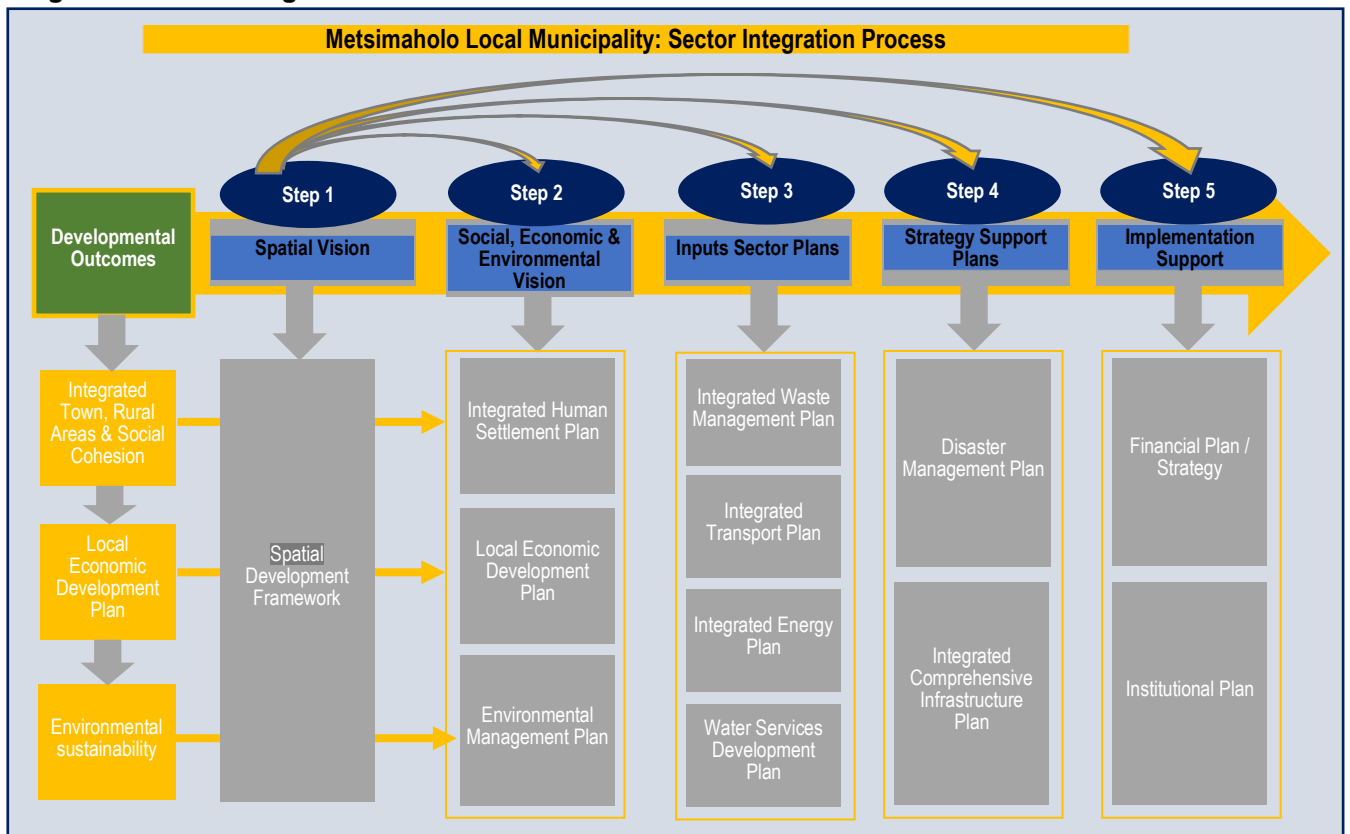 Metsimaholo Local Municipality: Sector Integration Process
Step 1
Step 2
Step 3
Step 4
Step 5
Developmental
Outcomes
Spatial Vision
Social, Economic &
Environmental
Vision
Inputs Sector Plans
Strategy Support
Plans
Implementation
Support
Integrated
Town, Rural
Areas & Social
Cohesion
Local
Economic
Development
Plan
Environmental
sustainability
Spatial
Development
Framework
Integrated Human
Settlement Plan
Local Economic
Development
Plan
Environmental
Management Plan
Integrated Waste
Management Plan
Integrated
Transport Plan
Integrated Energy
Plan
Water Services
Development
Plan
Disaster
Management Plan
Integrated
Comprehensive
Infrastructure
Plan
Financial Plan /
Strategy
Institutional Plan